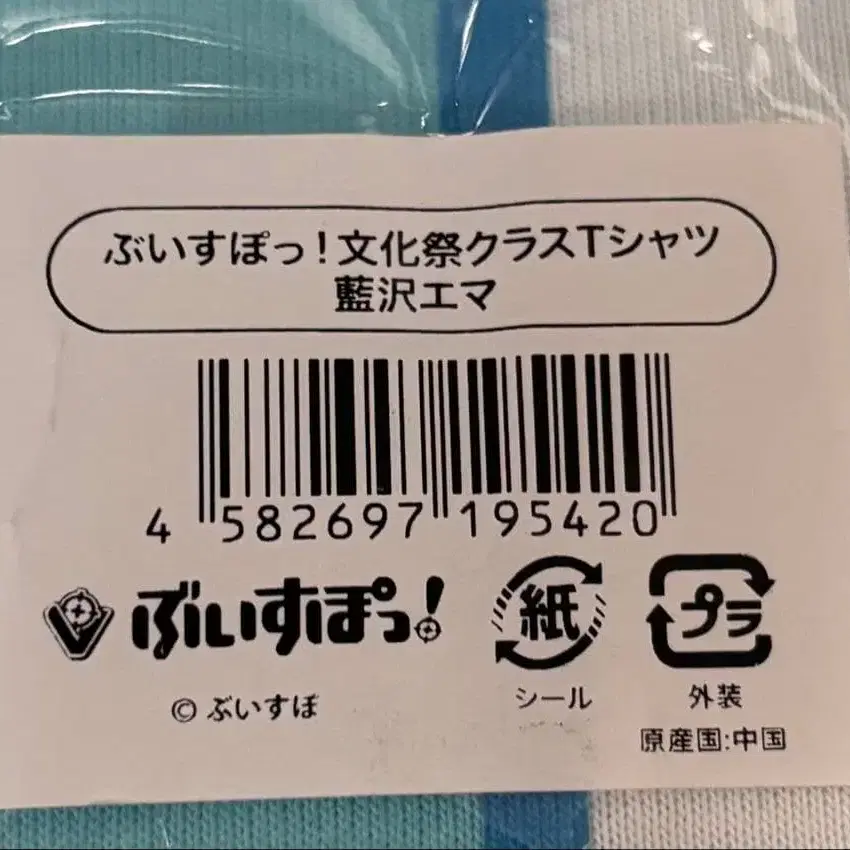 ぶいすぽっ！文化祭クラスTシャツ
藍沢エマ
4 582697 195420
ぶいすぽっ！
紙
プラ
© ぶいすぽ
シール
外装
原産国:中国